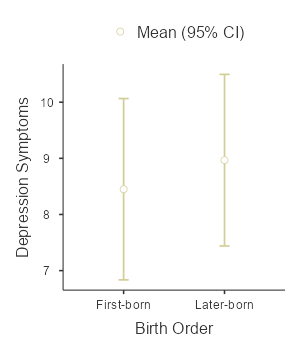 Mean (95% CI)
Depression Symptoms
10
9
8
7
First-born Later-born
Birth Order